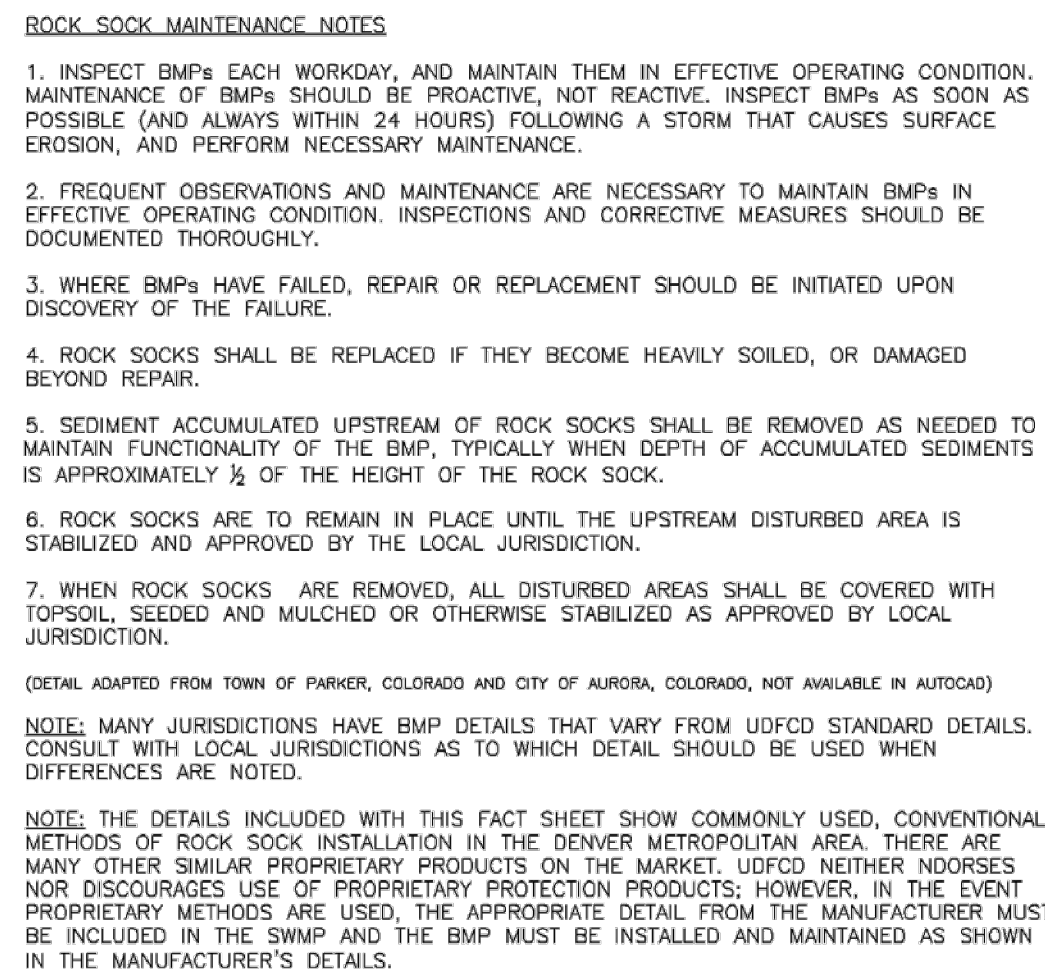 ROCK SOCK MAINTENANCE NOTES
1. INSPECT BMPs EACH WORKDAY, AND MAINTAIN THEM IN EFFECTIVE OPERATING CONDITION.
MAINTENANCE OF BMPs SHOULD BE PROACTIVE, NOT REACTIVE. INSPECT BMPs AS SOON AS
POSSIBLE (AND ALWAYS WITHIN 24 HOURS) FOLLOWING A STORM THAT CAUSES SURFACE
EROSION, AND PERFORM NECESSARY MAINTENANCE.
2. FREQUENT OBSERVATIONS AND MAINTENANCE ARE NECESSARY TO MAINTAIN BMPs IN
EFFECTIVE OPERATING CONDITION. INSPECTIONS AND CORRECTIVE MEASURES SHOULD BE
DOCUMENTED THOROUGHLY.
3. WHERE BMPs HAVE FAILED, REPAIR OR REPLACEMENT SHOULD BE INITIATED UPON
DISCOVERY OF THE FAILURE.
4. ROCK SOCKS SHALL BE REPLACED IF THEY BECOME HEAVILY SOILED, OR DAMAGED
BEYOND REPAIR.
5. SEDIMENT ACCUMULATED UPSTREAM OF ROCK SOCKS SHALL BE REMOVED AS NEEDED TO
MAINTAIN FUNCTIONALITY OF THE BMP, TYPICALLY WHEN DEPTH OF ACCUMULATED SEDIMENTS
IS APPROXIMATELY ½ OF THE HEIGHT OF THE ROCK SOCK.
6. ROCK SOCKS ARE TO REMAIN IN PLACE UNTIL THE UPSTREAM DISTURBED AREA IS
STABILIZED AND APPROVED BY THE LOCAL JURISDICTION.
7. WHEN ROCK SOCKS ARE REMOVED, ALL DISTURBED AREAS SHALL BE COVERED WITH
TOPSOIL, SEEDED AND MULCHED OR OTHERWISE STABILIZED AS APPROVED BY LOCAL
JURISDICTION.
(DETAIL ADAPTED FROM TOWN OF PARKER, COLORADO AND CITY OF AURORA, COLORADO, NOT AVAILABLE IN AUTOCAD)
NOTE: MANY JURISDICTIONS HAVE BMP DETAILS THAT VARY FROM UDFCD STANDARD DETAILS.
CONSULT WITH LOCAL JURISDICTIONS AS TO WHICH DETAIL SHOULD BE USED WHEN
DIFFERENCES ARE NOTED.
NOTE: THE DETAILS INCLUDED WITH THIS FACT SHEET SHOW COMMONLY USED, CONVENTIONAL
METHODS OF ROCK SOCK INSTALLATION IN THE DENVER METROPOLITAN AREA. THERE ARE
MANY OTHER SIMILAR PROPRIETARY PRODUCTS ON THE MARKET. UDFCD NEITHER NDORSES
NOR DISCOURAGES USE OF PROPRIETARY PROTECTION PRODUCTS; HOWEVER, IN THE EVENT
PROPRIETARY METHODS ARE USED, THE APPROPRIATE DETAIL FROM THE MANUFACTURER MUST
BE INCLUDED IN THE SWMP AND THE BMP MUST BE INSTALLED AND MAINTAINED AS SHOWN
IN THE MANUFACTURER'S DETAILS.